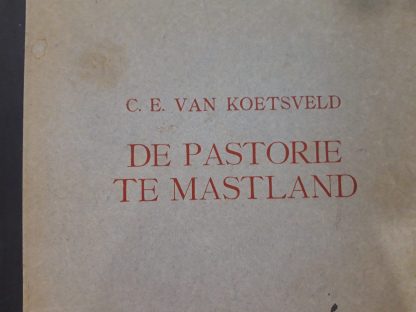 C. E. VAN KOETSVELD
DE PASTORIE
TE MASTLAND